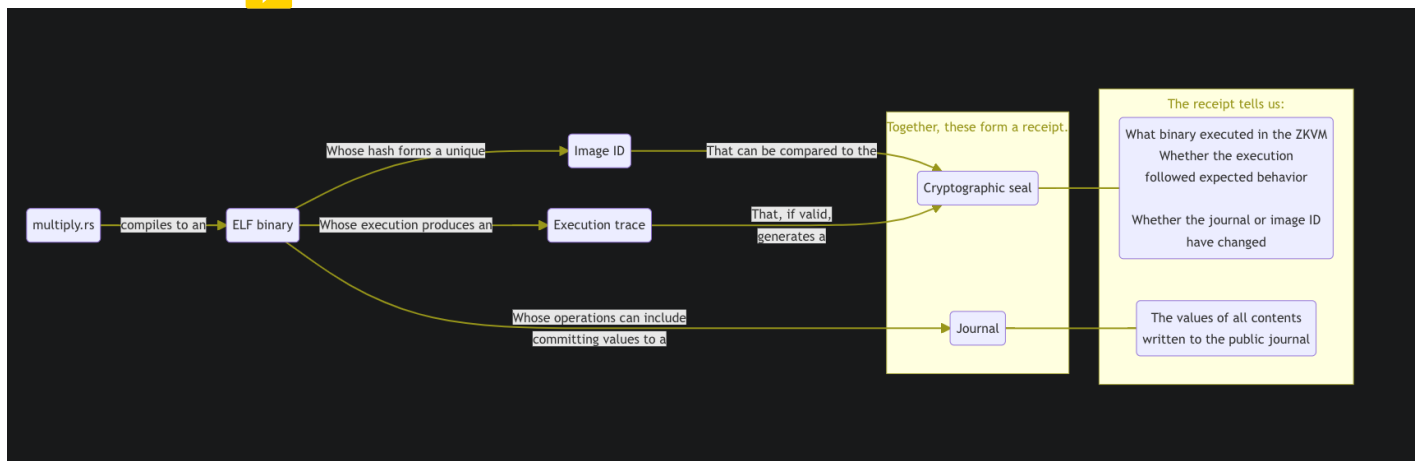 The receipt tells us:
Together, these form a receipt.
What binary executed in the ZKVM
Whether the execution
followed expected behavior
Whether the journal or image ID
have changed
Whose hash forms a unique
Image ID
That can be compared to the
Cryptographic seal
multiply.rs
compiles to an
ELF binary
Whose execution produces an
Execution trace
That, if valid,
generates a
Whose operations can include
committing values to a
Journal
The values of all contents
written to the public journal